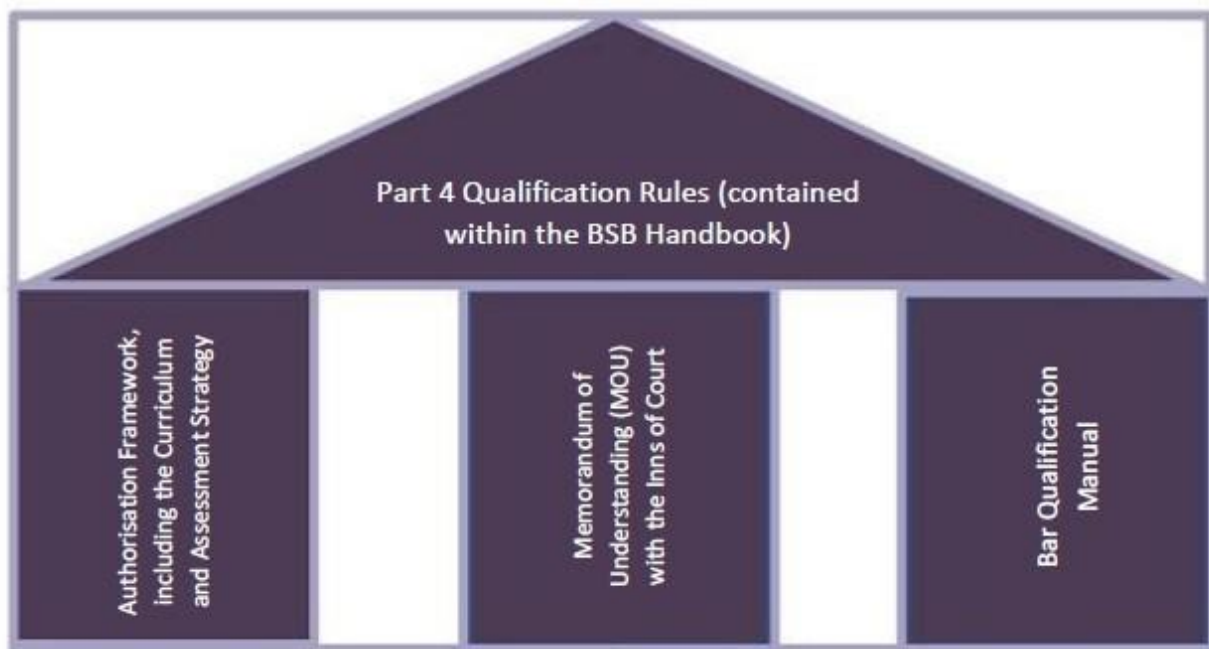 Part 4 Qualification Rules (contained
within the BSB Handbook)
Authorisation Framework,
including the Curriculum
and Assessment Strategy
Memorandum of
Understanding (MOU)
with the Inns of Court
Bar Qualification
Manual